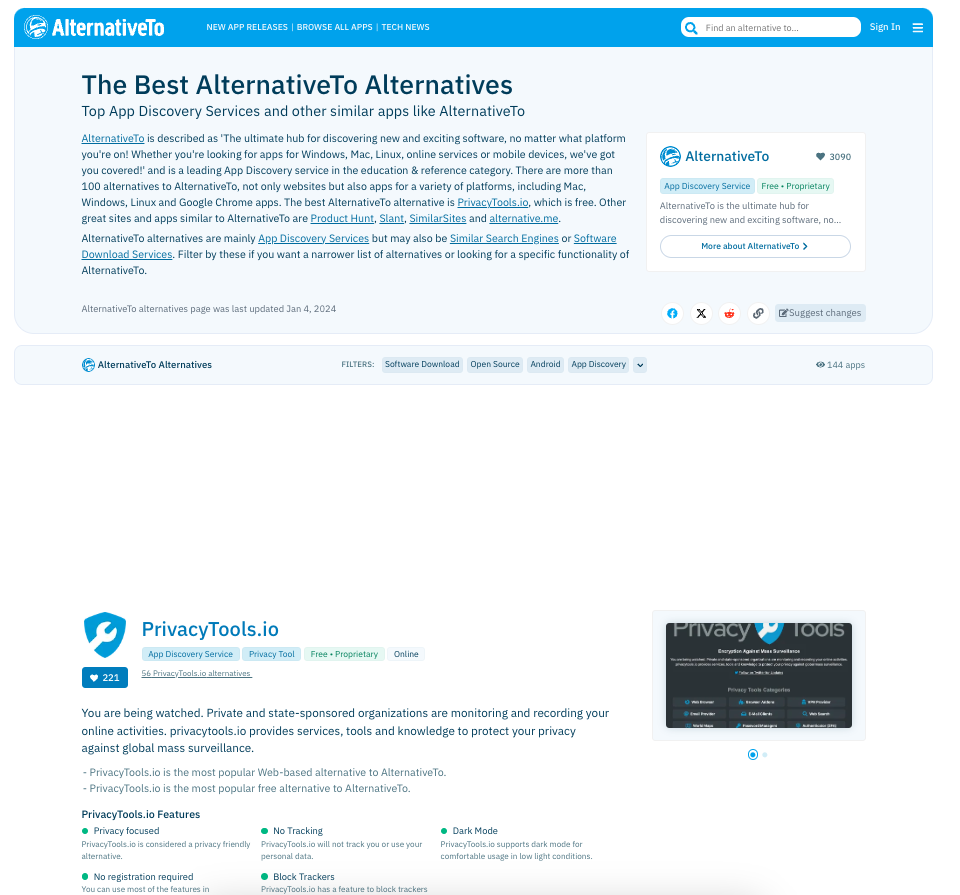 AlternativeTo
NEW APP RELEASES | BROWSE ALL APPS | TECH NEWS
Find an alternative to...
Sign In
The Best AlternativeTo Alternatives
Top App Discovery Services and other similar apps like AlternativeTo
AlternativeTo is described as 'The ultimate hub for discovering new and exciting software, no matter what platform
you're on! Whether you're looking for apps for Windows, Mac, Linux, online services or mobile devices, we've got
you covered!' and is a leading App Discovery service in the education & reference category. There are more than
100 alternatives to AlternativeTo, not only websites but also apps for a variety of platforms, including Mac,
Windows, Linux and Google Chrome apps. The best AlternativeTo alternative is PrivacyTools.io, which is free. Other
great sites and apps similar to AlternativeTo are Product Hunt, Slant, SimilarSites and alternative.me.
AlternativeTo alternatives are mainly App Discovery Services but may also be Similar Search Engines or Software
Download Services. Filter by these if you want a narrower list of alternatives or looking for a specific functionality of
AlternativeTo.
AlternativeTo alternatives page was last updated Jan 4, 2024
AlternativeTo
3090
App Discovery Service
Free • Proprietary
AlternativeTo is the ultimate hub for
discovering new and exciting software, no...
More about AlternativeTo
Suggest changes
AlternativeTo Alternatives
FILTERS:
Software Download
Open Source
Android
App Discovery
144 apps
PrivacyTools.io
App Discovery Service
Privacy Tool
Free • Proprietary
Online
221
56 PrivacyTools.io alternatives
You are being watched. Private and state-sponsored organizations are monitoring and recording your
online activities. privacytools.io provides services, tools and knowledge to protect your privacy
against global mass surveillance.
- PrivacyTools.io is the most popular Web-based alternative to AlternativeTo.
- PrivacyTools.io is the most popular free alternative to AlternativeTo.
PrivacyTools.io Features
Privacy focused
PrivacyTools.io is considered a privacy friendly
alternative.
No Tracking
PrivacyTools.io will not track you or use your
personal data.
Dark Mode
PrivacyTools.io supports dark mode for
comfortable usage in low light conditions.
No registration required
You can use most of the features in
Block Trackers
PrivacyTools.io has a feature to block trackers
Privacy Tools
Encryption Against Mass Surveillance
Privacy Tools Categories
Web Browser
Browser Addons
VPN Provider
Email Provider
Web Search